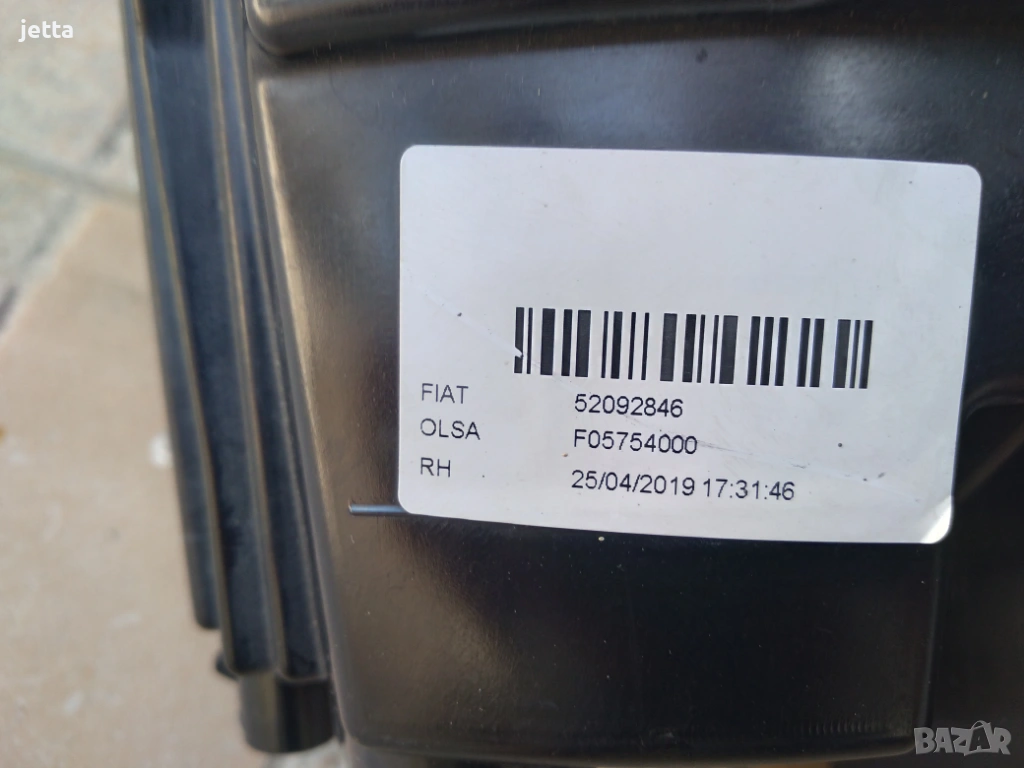 jetta
FIAT 52092846
OLSA F05754000
RH 25/04/2019 17:31:46
BAZAR